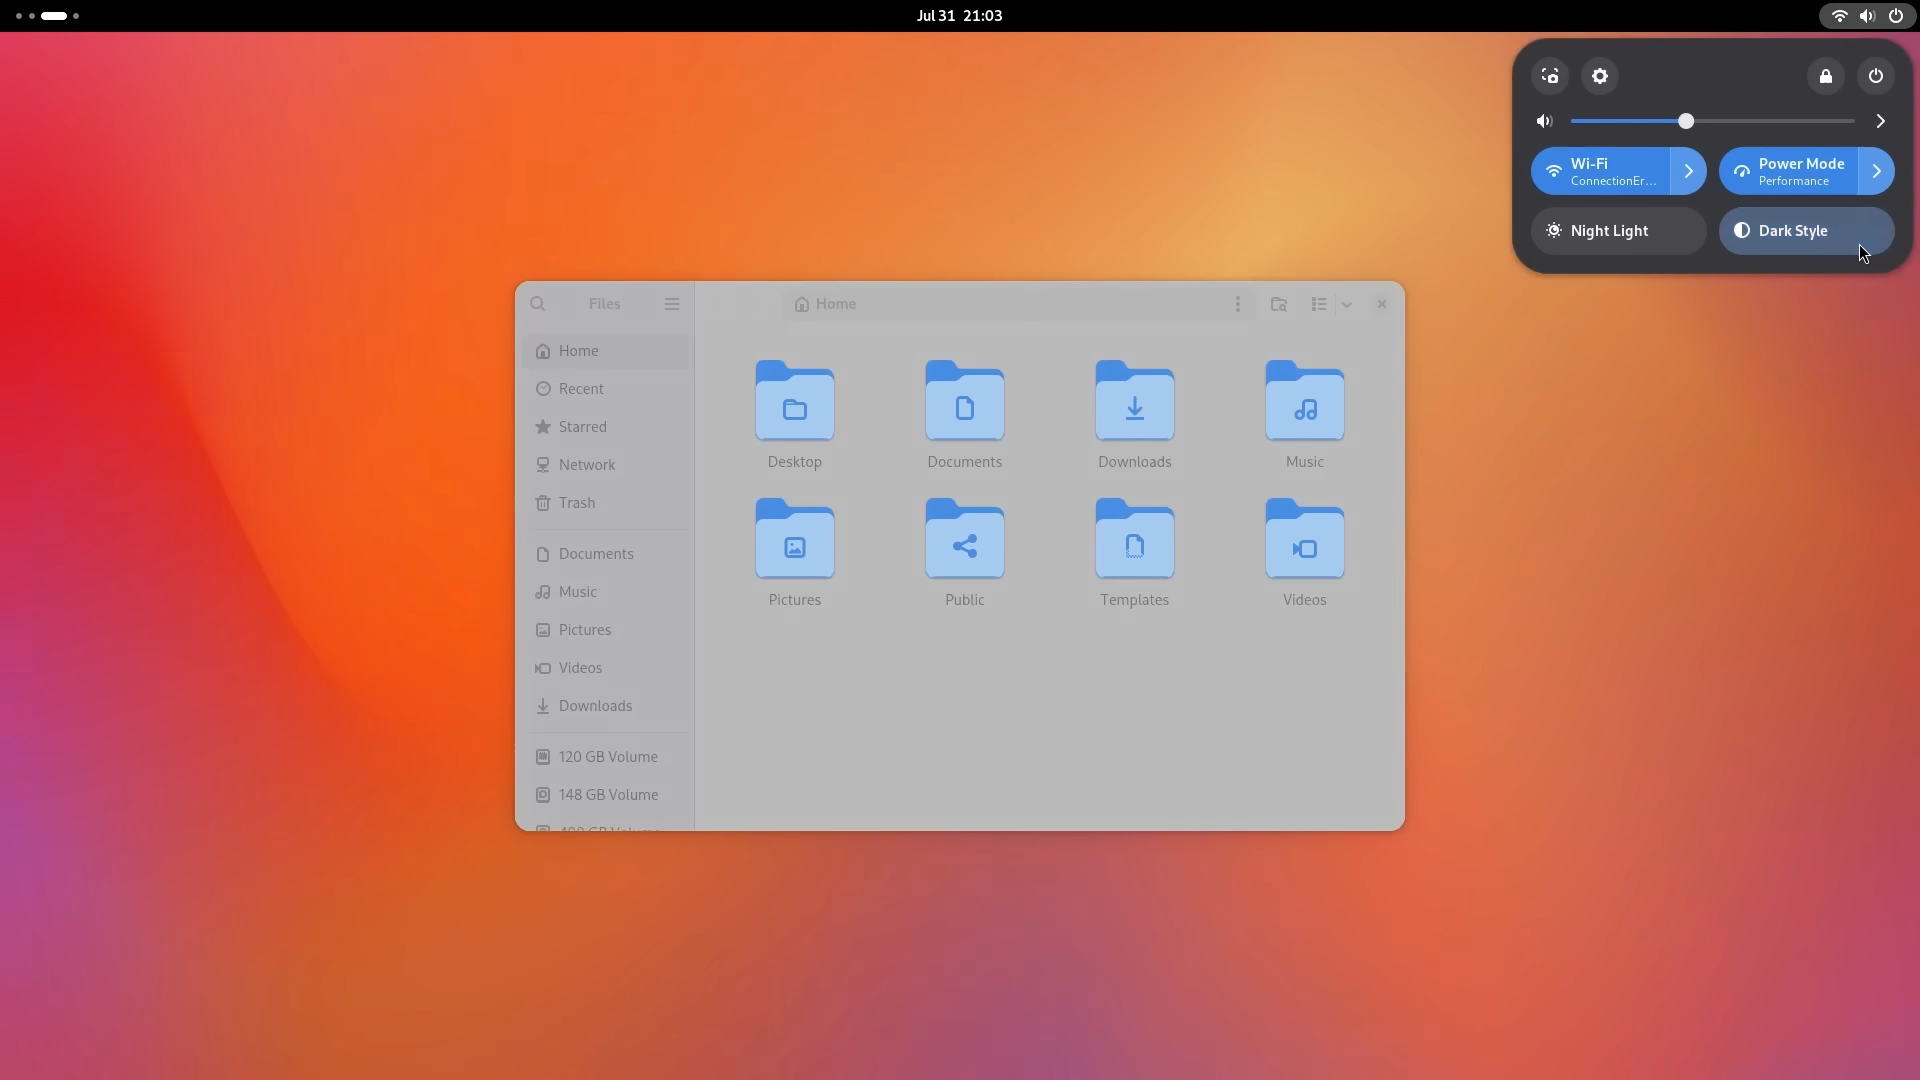 Jul 31 21:03
Wi-Fi
ConnectionEr...
Power Mode
Performance
Night Light
Dark Style
Files
Home
Home
Recent
Starred
Network
Trash
Documents
Music
Pictures
Videos
Downloads
120 GB Volume
148 GB Volume
Desktop
Documents
Downloads
Music
Pictures
Public
Templates
Videos